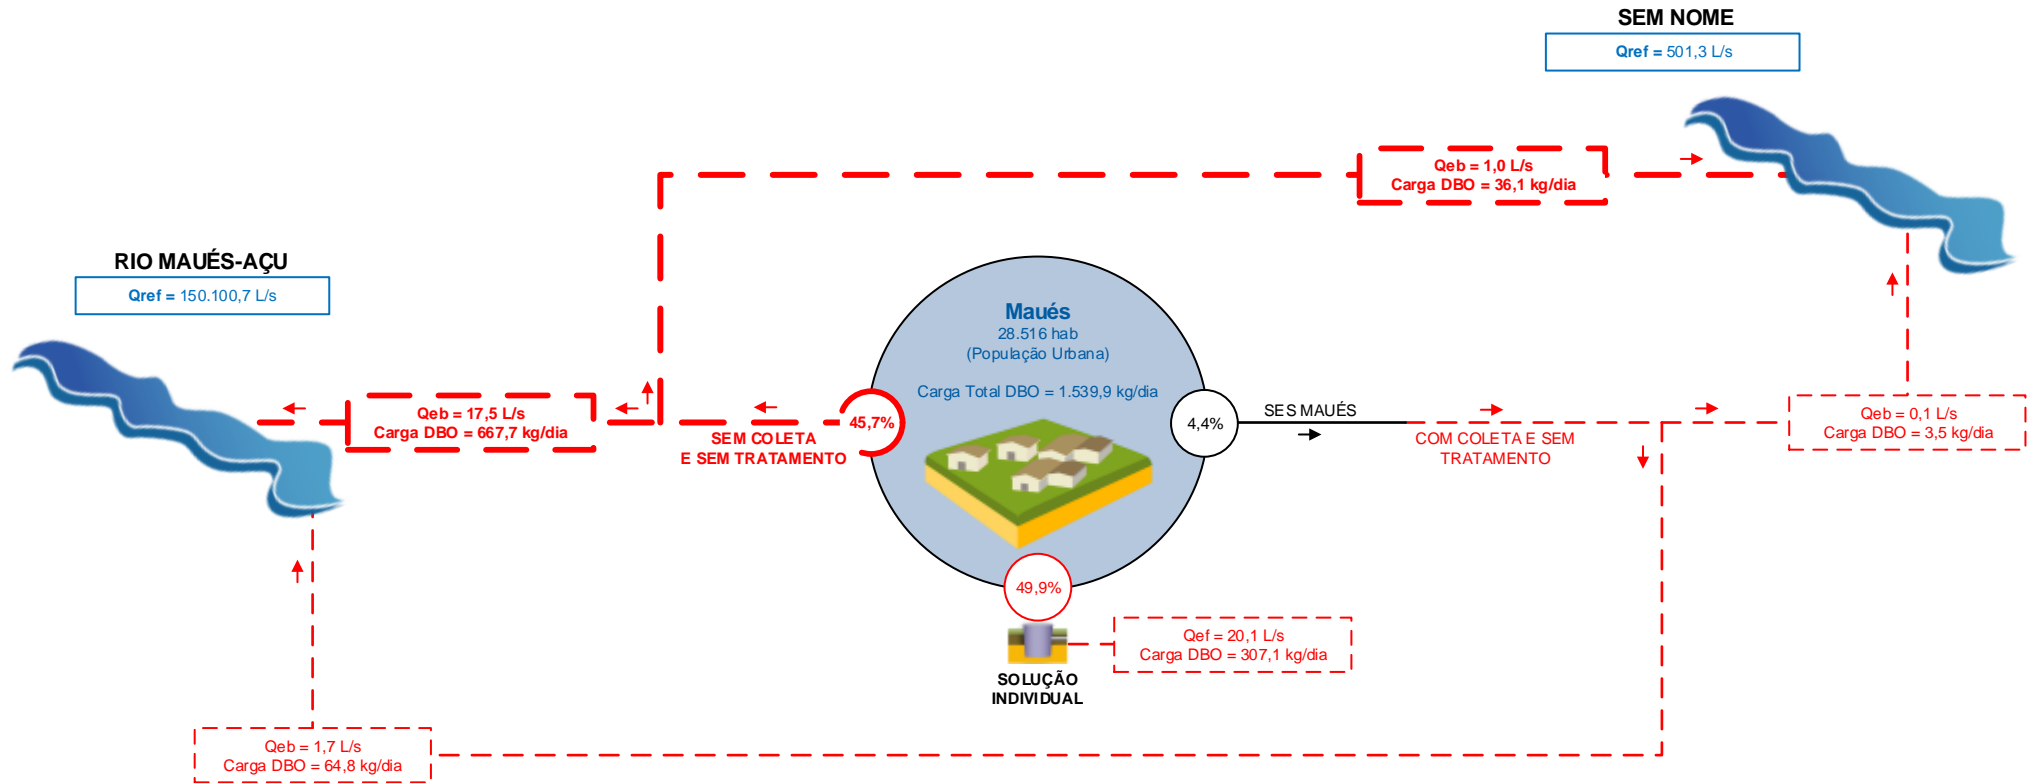 SEM NOME
Qref = 501,3 L/s
Qeb = 1,0 L/s
Carga DBO = 36,1 kg/dia
RIO MAUÉS-AÇU
Qref = 150.100,7 L/s
Maués
28.516 hab
(População Urbana)
Carga Total DBO = 1.539,9 kg/dia
Qeb = 17,5 L/s
Carga DBO = 667,7 kg/dia
SEM COLETA
E SEM TRATAMENTO
45,7%
4,4%
SES MAUÉS
COM COLETA E SEM
TRATAMENTO
Qeb = 0,1 L/s
Carga DBO = 3,5 kg/dia
49,9%
Qef = 20,1 L/s
Carga DBO = 307,1 kg/dia
SOLUÇÃO
INDIVIDUAL
Qeb = 1,7 L/s
Carga DBO = 64,8 kg/dia